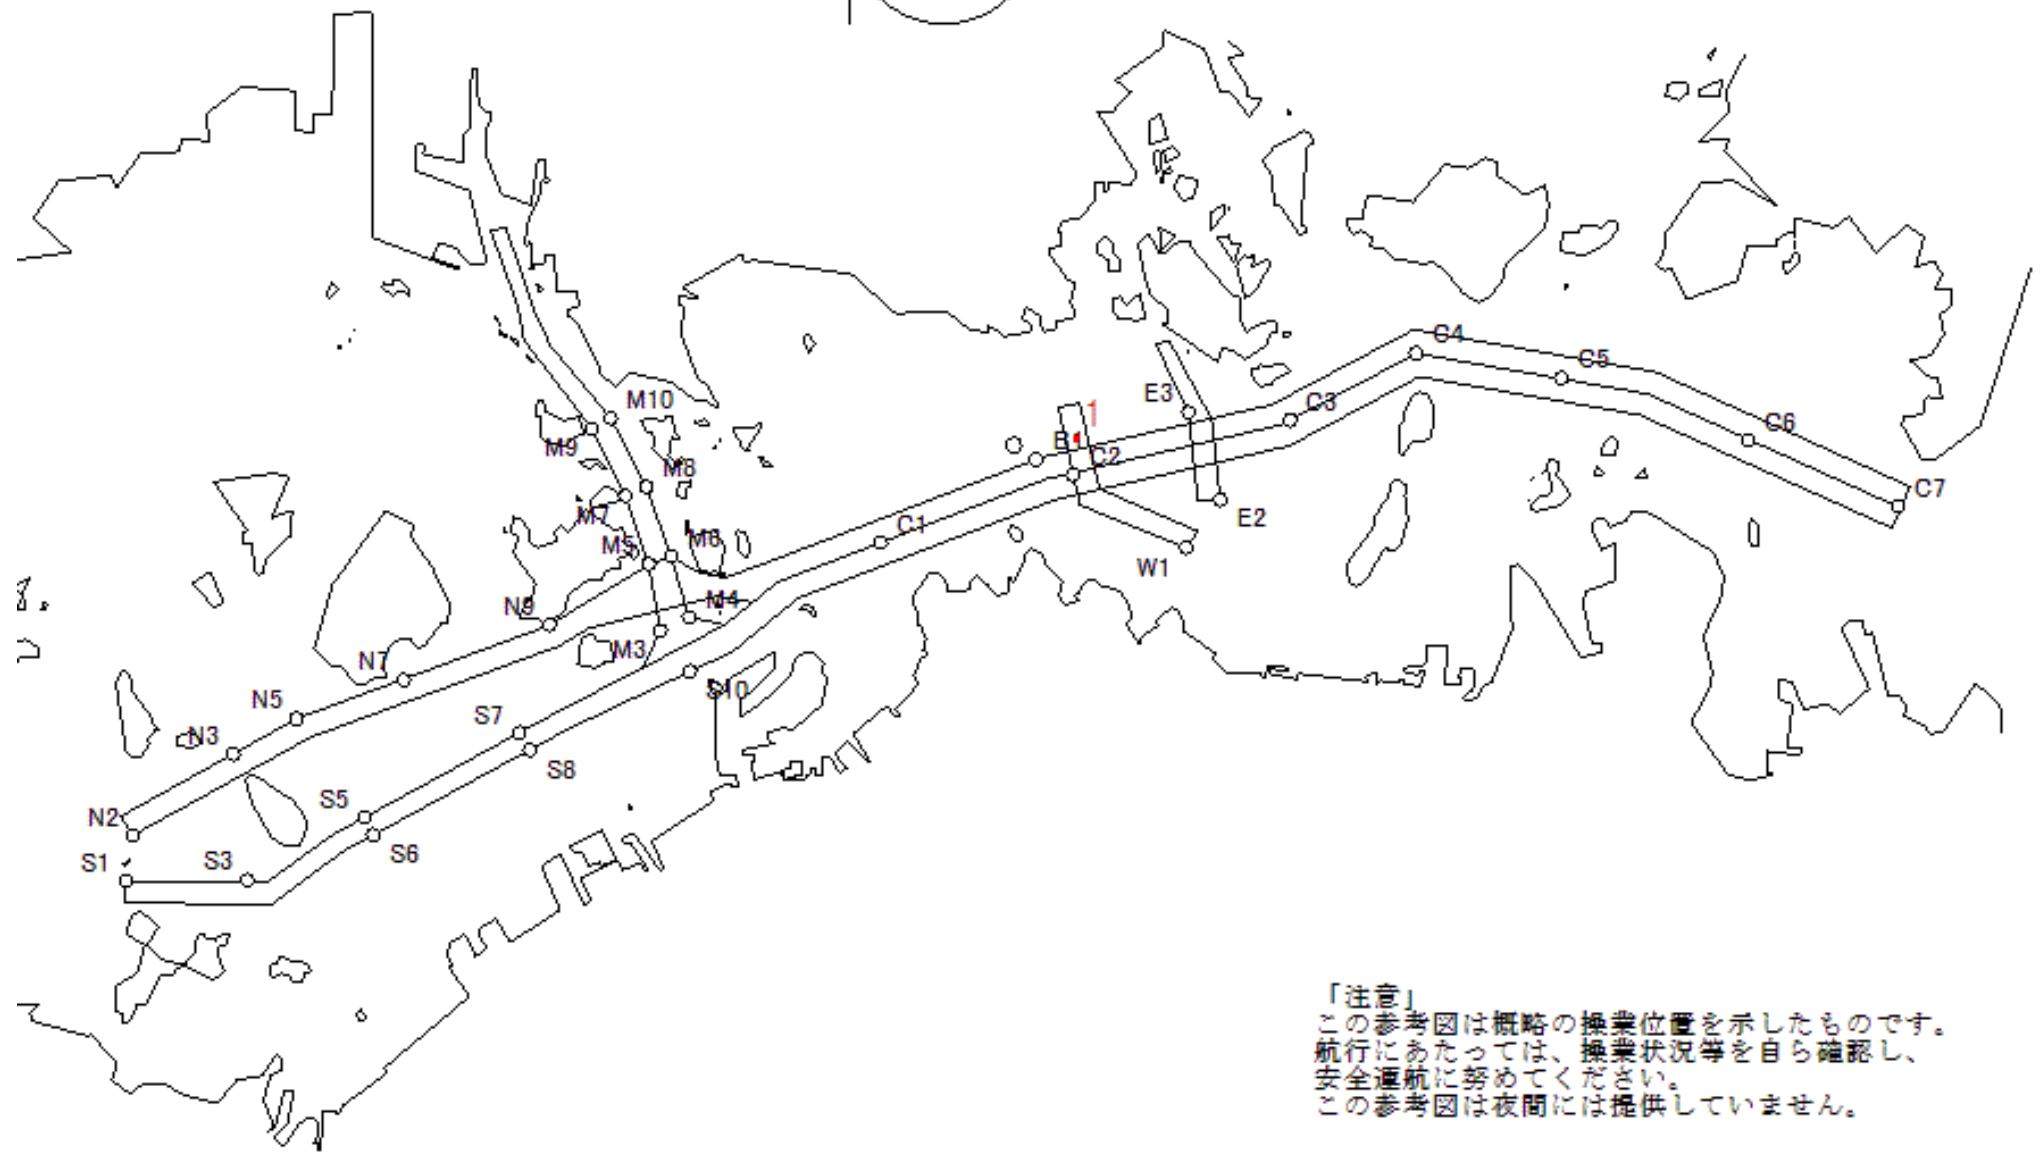 C4
C5
M10
E3
C3
1
C6
M9
E1
C2
M8
C7
M7
E2
C1
M5
M6
W1
N9
M4
N7
M3
S10
N5
S7
N3
S8
S5
N2
S6
S1
S3
「注意」
この参考図は概略の操業位置を示したものです。
航行にあたっては、操業状況等を自ら確認し、
安全運航に努めてください。
この参考図は夜間には提供していません。